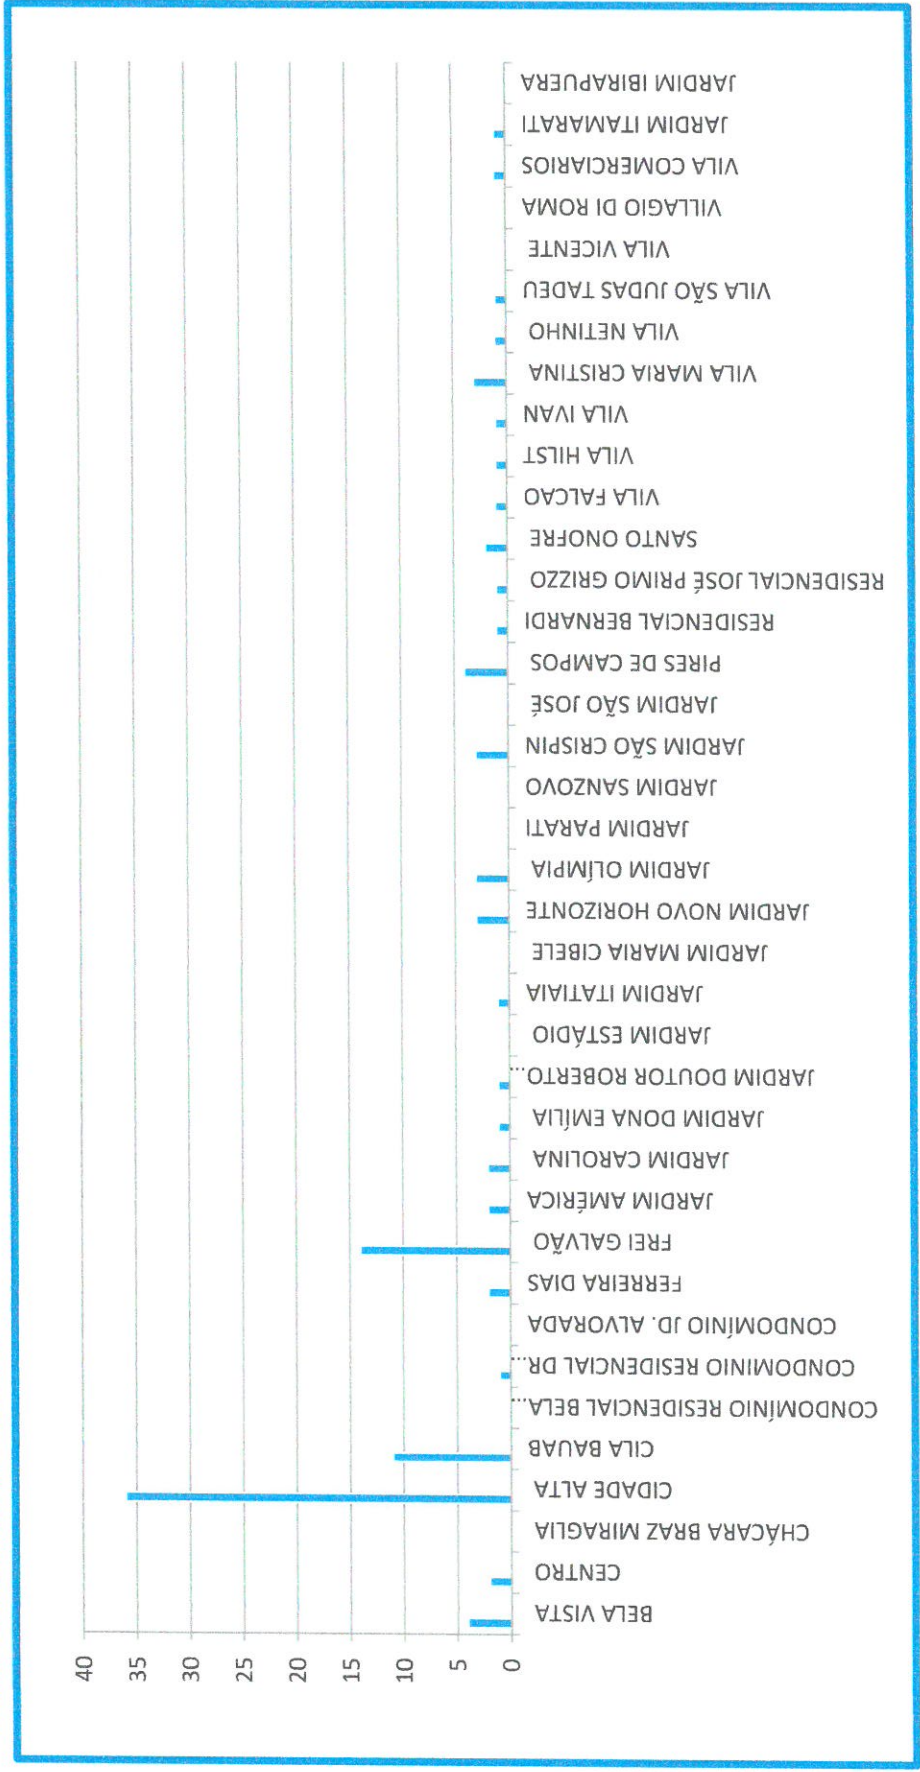 40
35
30
25
20
15
10
5
0
BELA VISTA
CENTRO
CHÁCARA BRAZ MIRAGLIA
CIDADE ALTA
CILA BAUAB
CONDOMÍNIO RESIDENCIAL BELA...
CONDOMINIO RESIDENCIAL DR...
CONDOMÍNIO JD. ALVORADA
FERREIRA DIAS
FREI GALVÃO
JARDIM AMÉRICA
JARDIM CAROLINA
JARDIM DONA EMÍLIA
JARDIM DOUTOR ROBERTO...
JARDIM ESTÁDIO
JARDIM ITATIAIA
JARDIM MARIA CIBELE
JARDIM NOVO HORIZONTE
JARDIM OLÍMPIA
JARDIM PARATI
JARDIM SANZOVO
JARDIM SÃO CRISPIN
JARDIM SÃO JOSÉ
PIRES DE CAMPOS
RESIDENCIAL BERNARDI
RESIDENCIAL JOSÉ PRIMO GRIZZO
SANTO ONOFRE
VILA FALCAO
VILA HILST
VILA IVAN
VILA MARIA CRISTINA
VILA NETINHO
VILA SÃO JUDAS TADEU
VILA VICENTE
VILLAGIO DI ROMA
VILA COMERCIARIOS
JARDIM ITAMARATI
JARDIM IBIRAPUERA